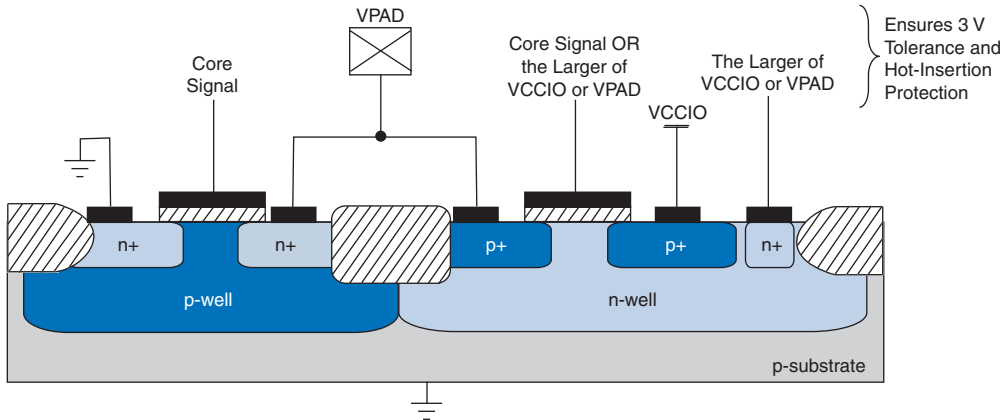 VPAD
Core
Signal
Core Signal OR
the Larger of
VCCIO or VPAD
VCCIO
The Larger of
VCCIO or VPAD
Ensures 3 V
Tolerance and
Hot-Insertion
Protection
n+
n+
p+
p+
n+
p-well
n-well
p-substrate